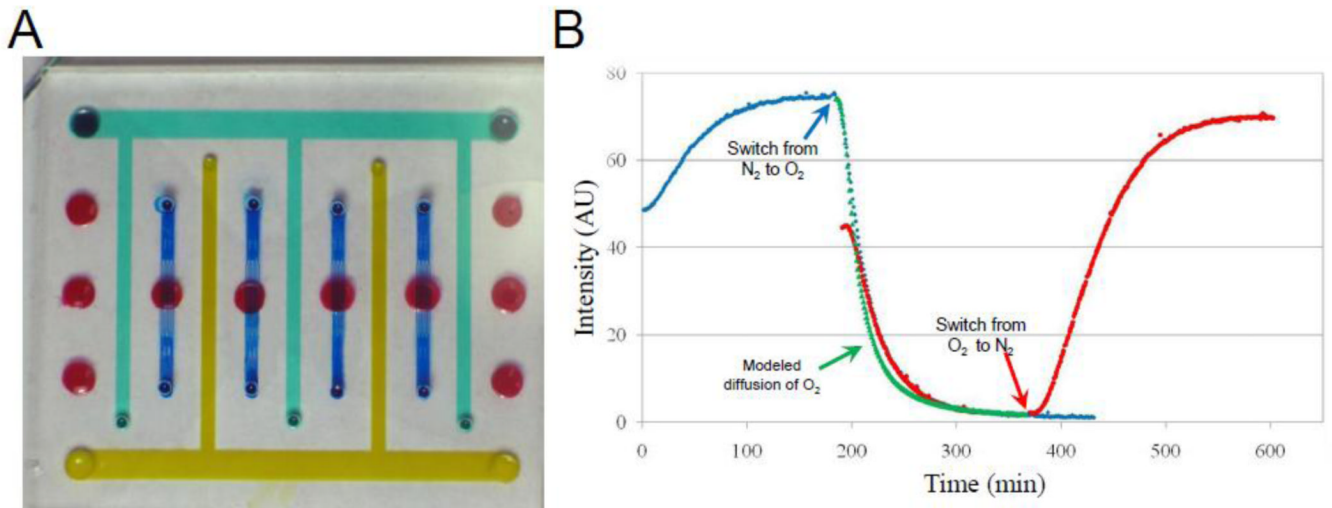 A
B
80
60
40
20
0
Intensity (AU)
Switch from
N₂ to O₂
Switch from
O₂ to N₂
Modeled
diffusion of O₂
0
100
200
300
400
500
600
Time (min)